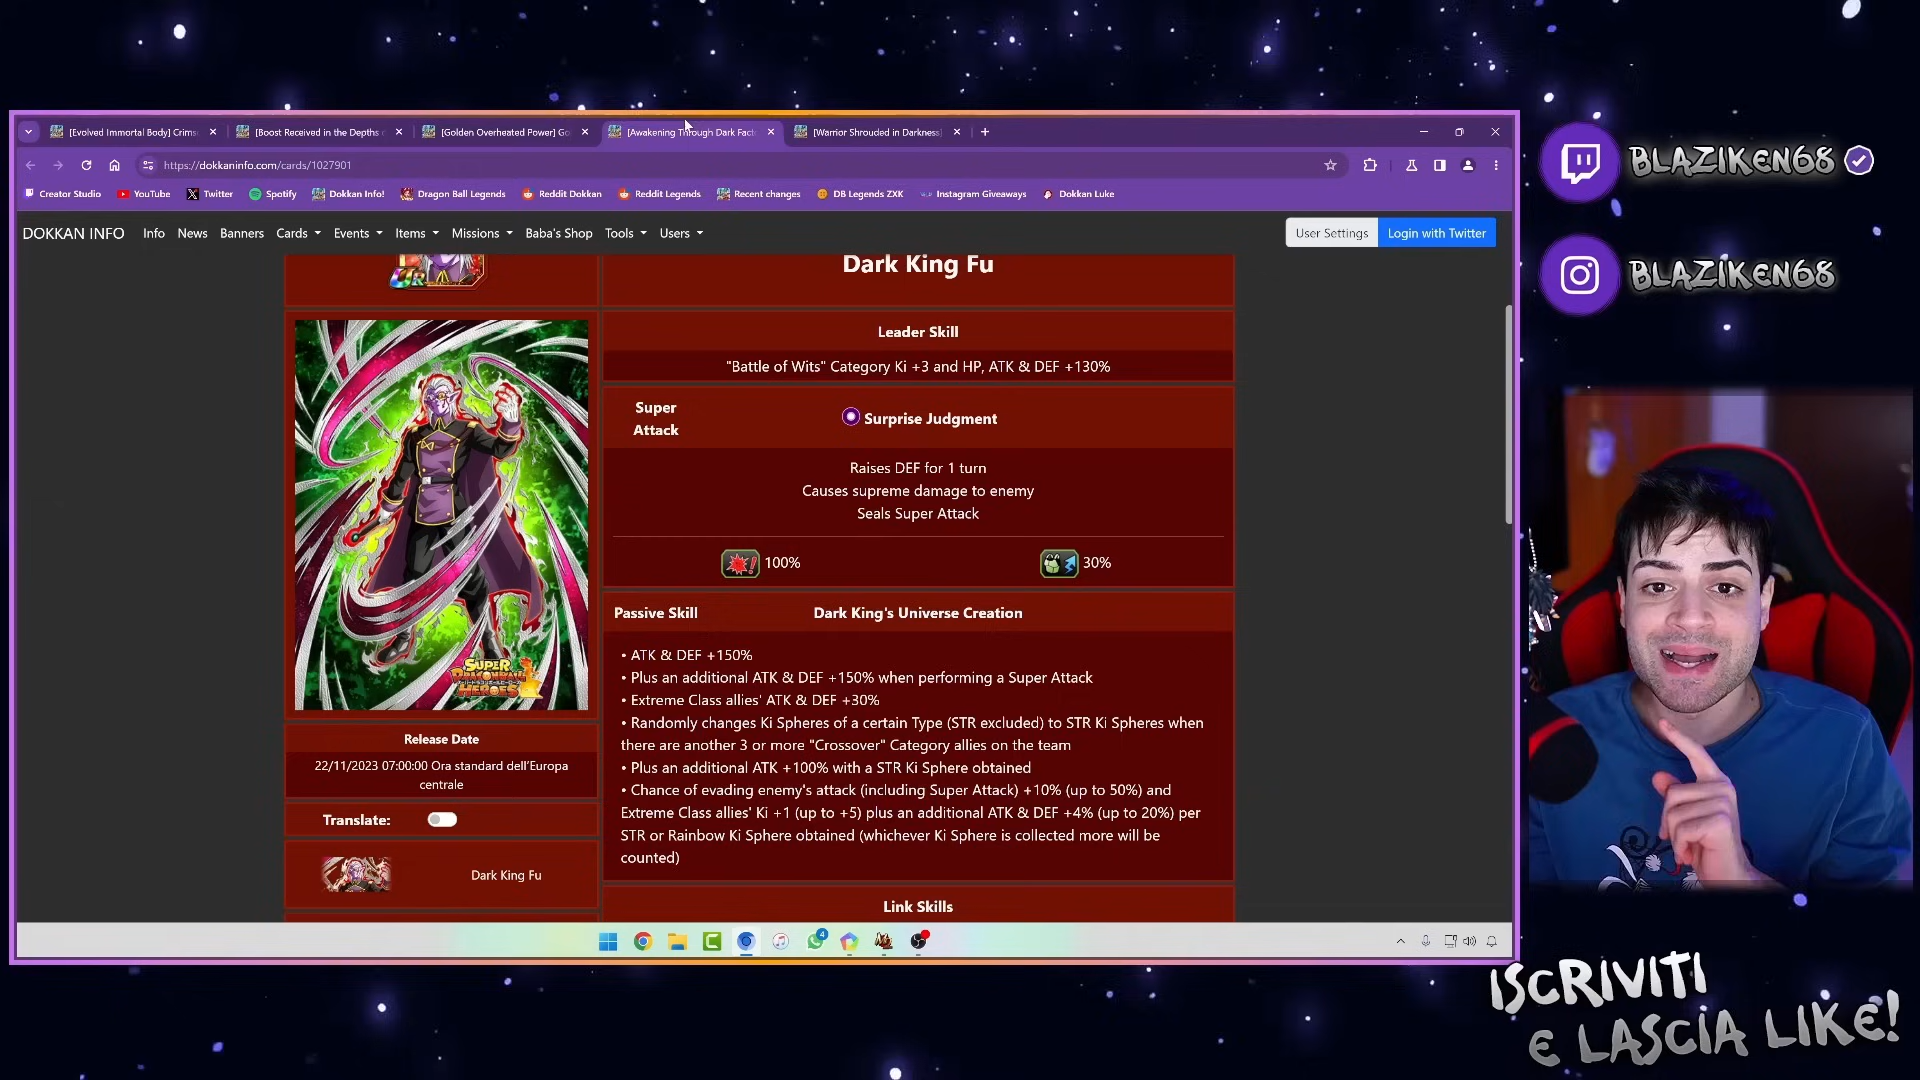 [Evolved Immortal Body] Crims
[Boost Received in the Depths
[Golden Overheated Power] Go
[Awakening Through Dark Fact
[Warrior Shrouded in Darkness]
https://dokkaninfo.com/cards/1027901
Creator Studio
YouTube
Twitter
Spotify
Dokkan Info!
Dragon Ball Legends
Reddit Dokkan
Reddit Legends
Recent changes
DB Legends ZXK
Instagram Giveaways
Dokkan Luke
DOKKAN INFO
Info
News
Banners
Cards
Events
Items
Missions
Baba's Shop
Tools
Users
User Settings
Login with Twitter
UR
Dark King Fu
Leader Skill
"Battle of Wits" Category Ki +3 and HP, ATK & DEF +130%
Super
Attack
Surprise Judgment
Raises DEF for 1 turn
Causes supreme damage to enemy
Seals Super Attack
100%
30%
Passive Skill
Dark King's Universe Creation
• ATK & DEF +150%
• Plus an additional ATK & DEF +150% when performing a Super Attack
• Extreme Class allies' ATK & DEF +30%
• Randomly changes Ki Spheres of a certain Type (STR excluded) to STR Ki Spheres when
there are another 3 or more "Crossover" Category allies on the team
• Plus an additional ATK +100% with a STR Ki Sphere obtained
• Chance of evading enemy's attack (including Super Attack) +10% (up to 50%) and
Extreme Class allies' Ki +1 (up to +5) plus an additional ATK & DEF +4% (up to 20%) per
STR or Rainbow Ki Sphere obtained (whichever Ki Sphere is collected more will be
counted)
Link Skills
SUPER
DRAGONBALL
HEROES
Release Date
22/11/2023 07:00:00 Ora standard dell'Europa
centrale
Translate:
Dark King Fu
4
BLAZIKEN68
BLAZIKEN68
ISCRIVITI
E LASCIA LIKE!